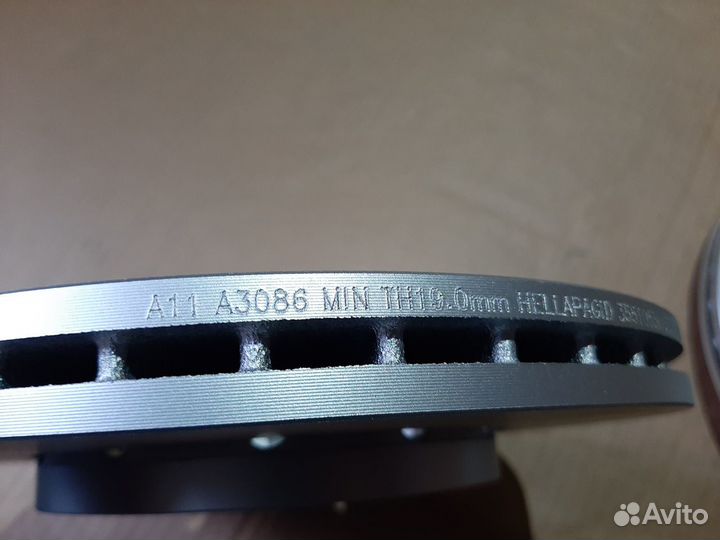 A11 A3086 MIN TH19.0mm HELLAPAGID
Avito